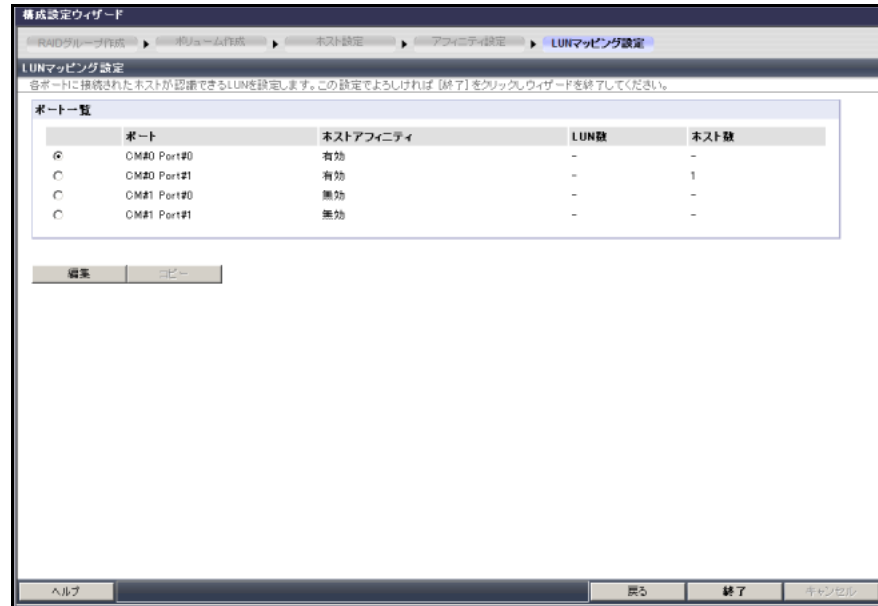 構成設定ウィザード
RAIDグループ作成 ▶ ボリューム作成 ▶ ホスト設定 ▶ アフィニティ設定 ▶ LUNマッピング設定
LUNマッピング設定
各ポートに接続されたホストが認識できるLUNを設定します。この設定でよろしければ [終了] をクリックしウィザードを終了してください。
ポート一覧
ポート ホストアフィニティ LUN数 ホスト数
CM#0 Port#0 有効 - -
CM#0 Port#1 有効 - 1
CM#1 Port#0 無効 - -
CM#1 Port#1 無効 - -
編集 コピー
ヘルプ 戻る 終了 キャンセル